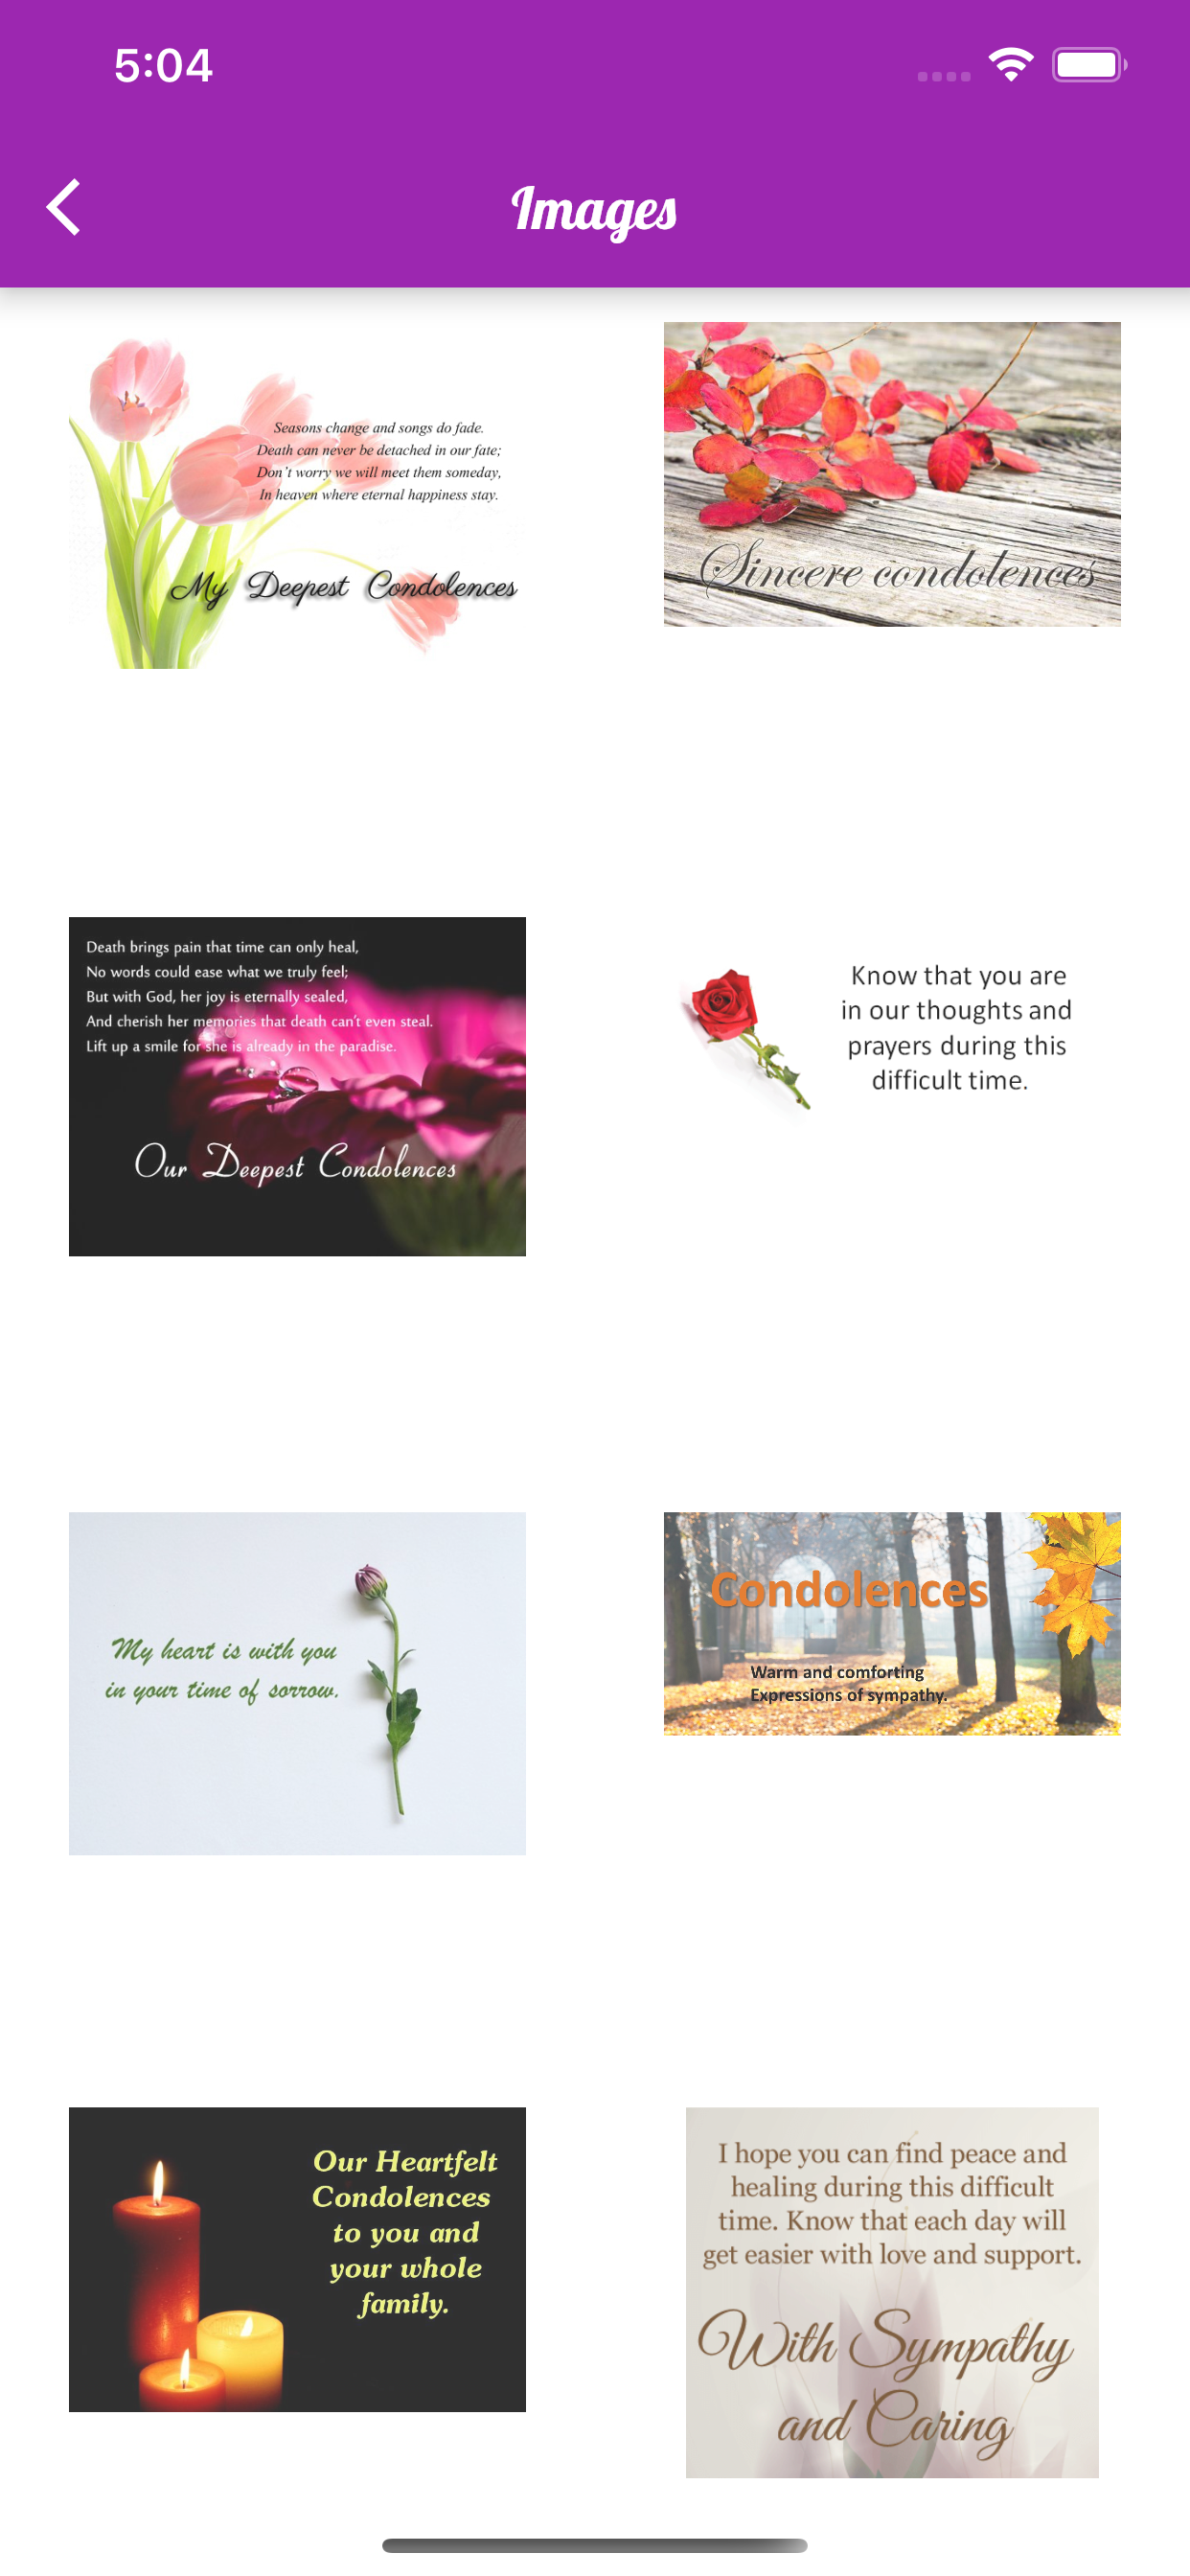 5:04
Images
Seasons change and songs do fade.
Death can never be detached in our fate;
Don't worry we will meet them someday,
In heaven where eternal happiness stay.
My Deepest Condolences
Sincere condolences
Death brings pain that time can only heal,
No words could ease what we truly feel;
But with God, her joy is eternally sealed,
And cherish her memories that death can't even steal.
Lift up a smile for she is already in the paradise.
Our Deepest Condolences
Know that you are
in our thoughts and
prayers during this
difficult time.
My heart is with you
in your time of sorrow.
Condolences
Warm and comforting
Expressions of sympathy.
Our Heartfelt
Condolences
to you and
your whole
family.
I hope you can find peace and
healing during this difficult
time. Know that each day will
get easier with love and support.
With Sympathy
and Caring